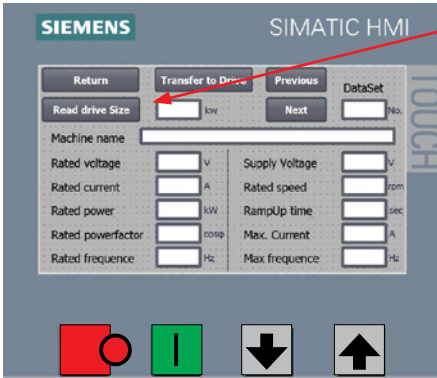 SIEMENS SIMATIC HMI
Return Transfer to Drive Previous DataSet
Read drive Size kw Next No.
Machine name
Rated voltage V Supply Voltage V
Rated current A Rated speed rpm
Rated power kW RampUp time sec
Rated powerfactor cosφ Max. Current A
Rated frequence Hz Max frequence Hz
TOUCH